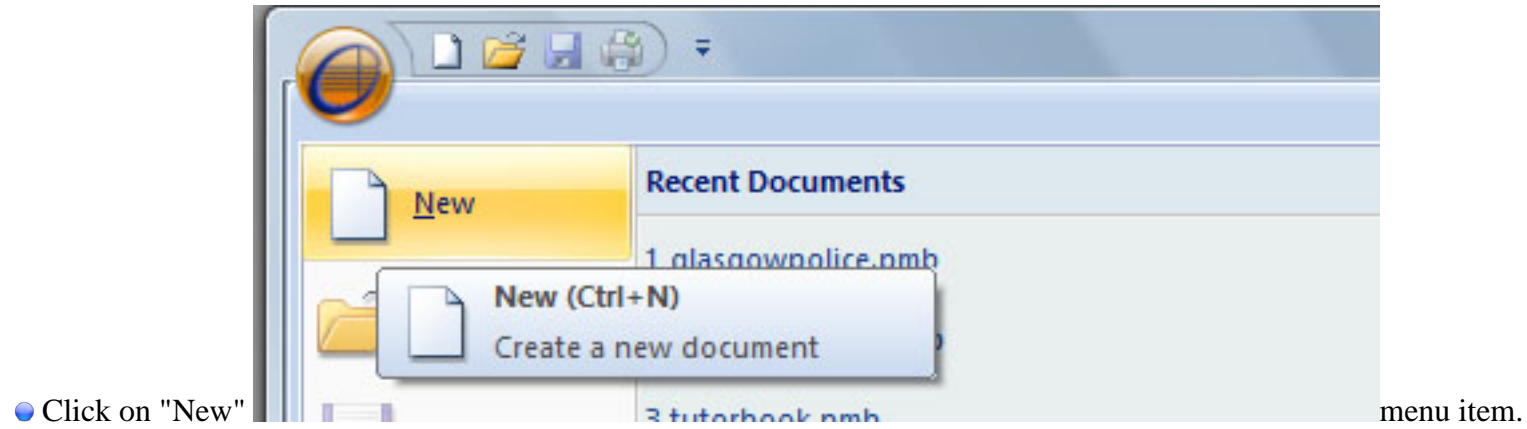 Recent Documents
New
1 glasgowpolice.pmb
New (Ctrl+N)
Create a new document
3 tutorbook.pmb
Click on "New" menu item.